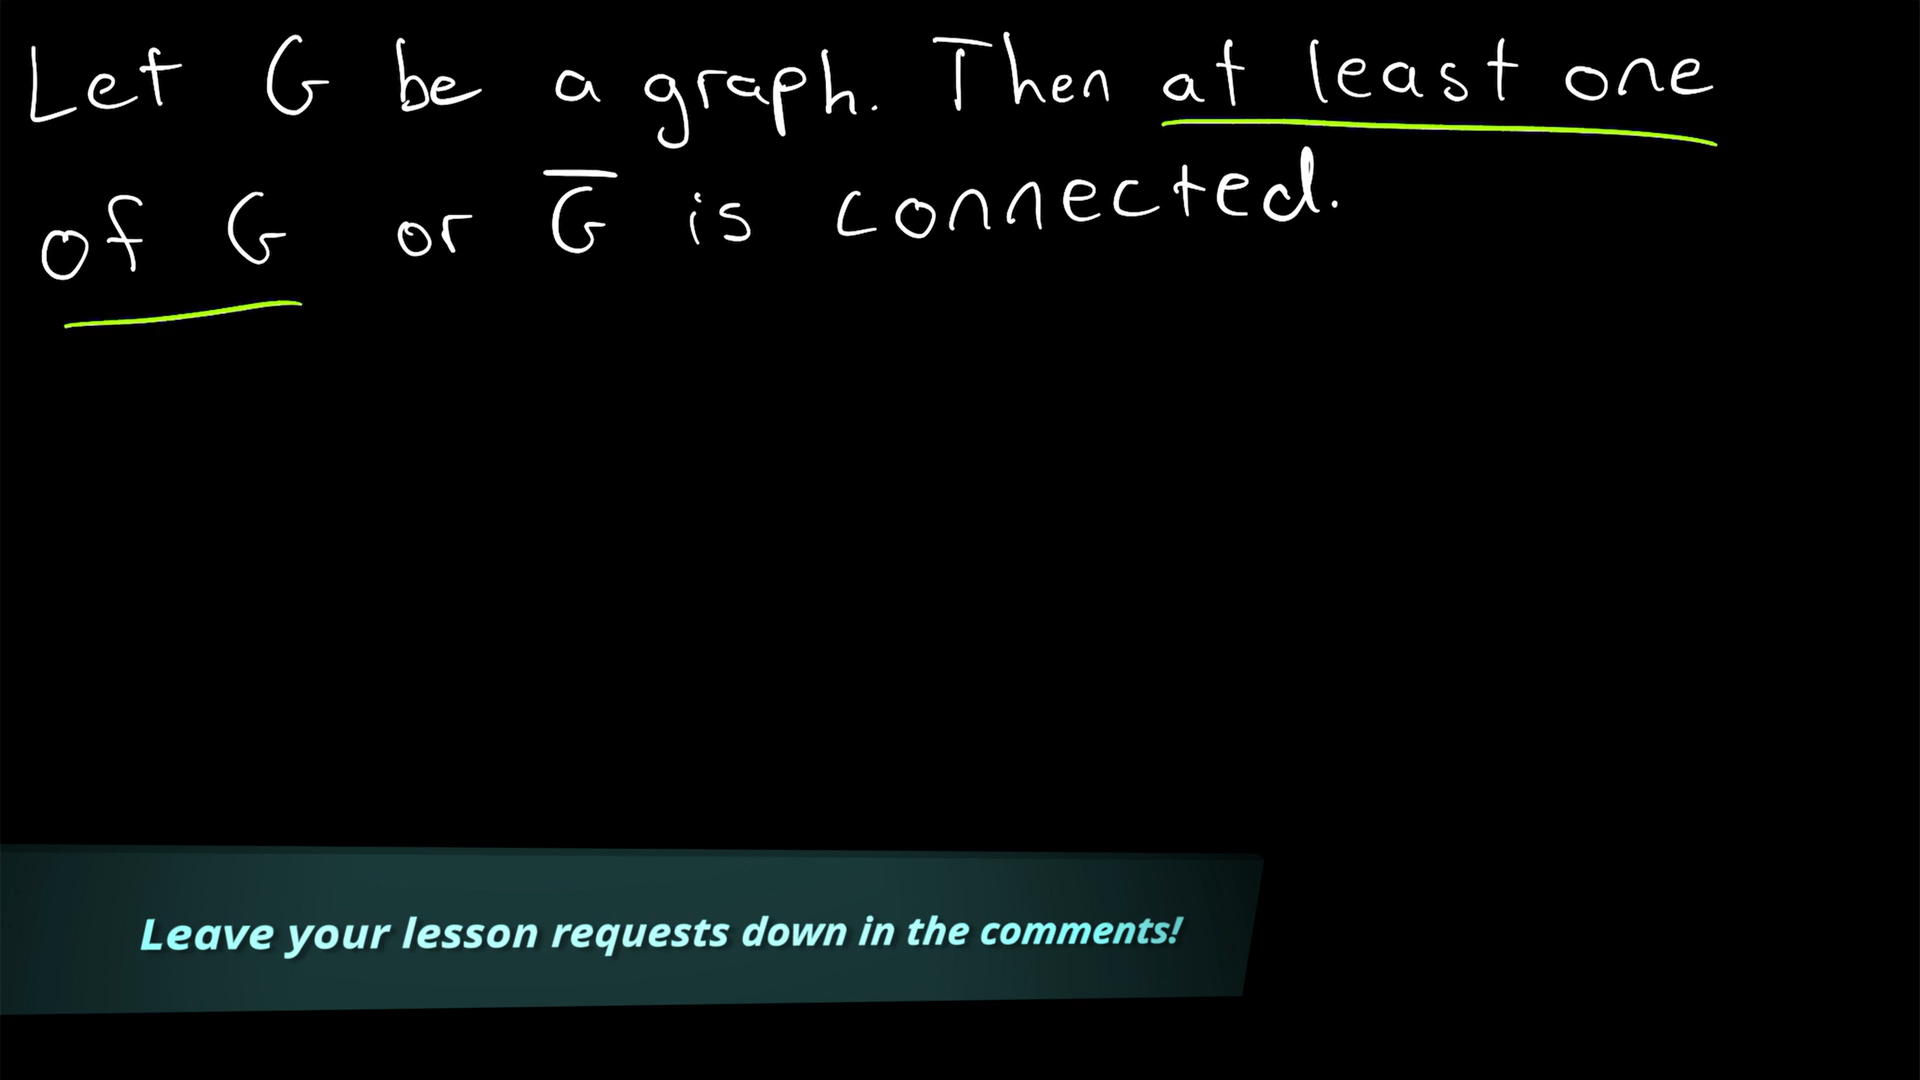 Let G be a graph. Then at least one
of G or G̅ is connected.
Leave your lesson requests down in the comments!